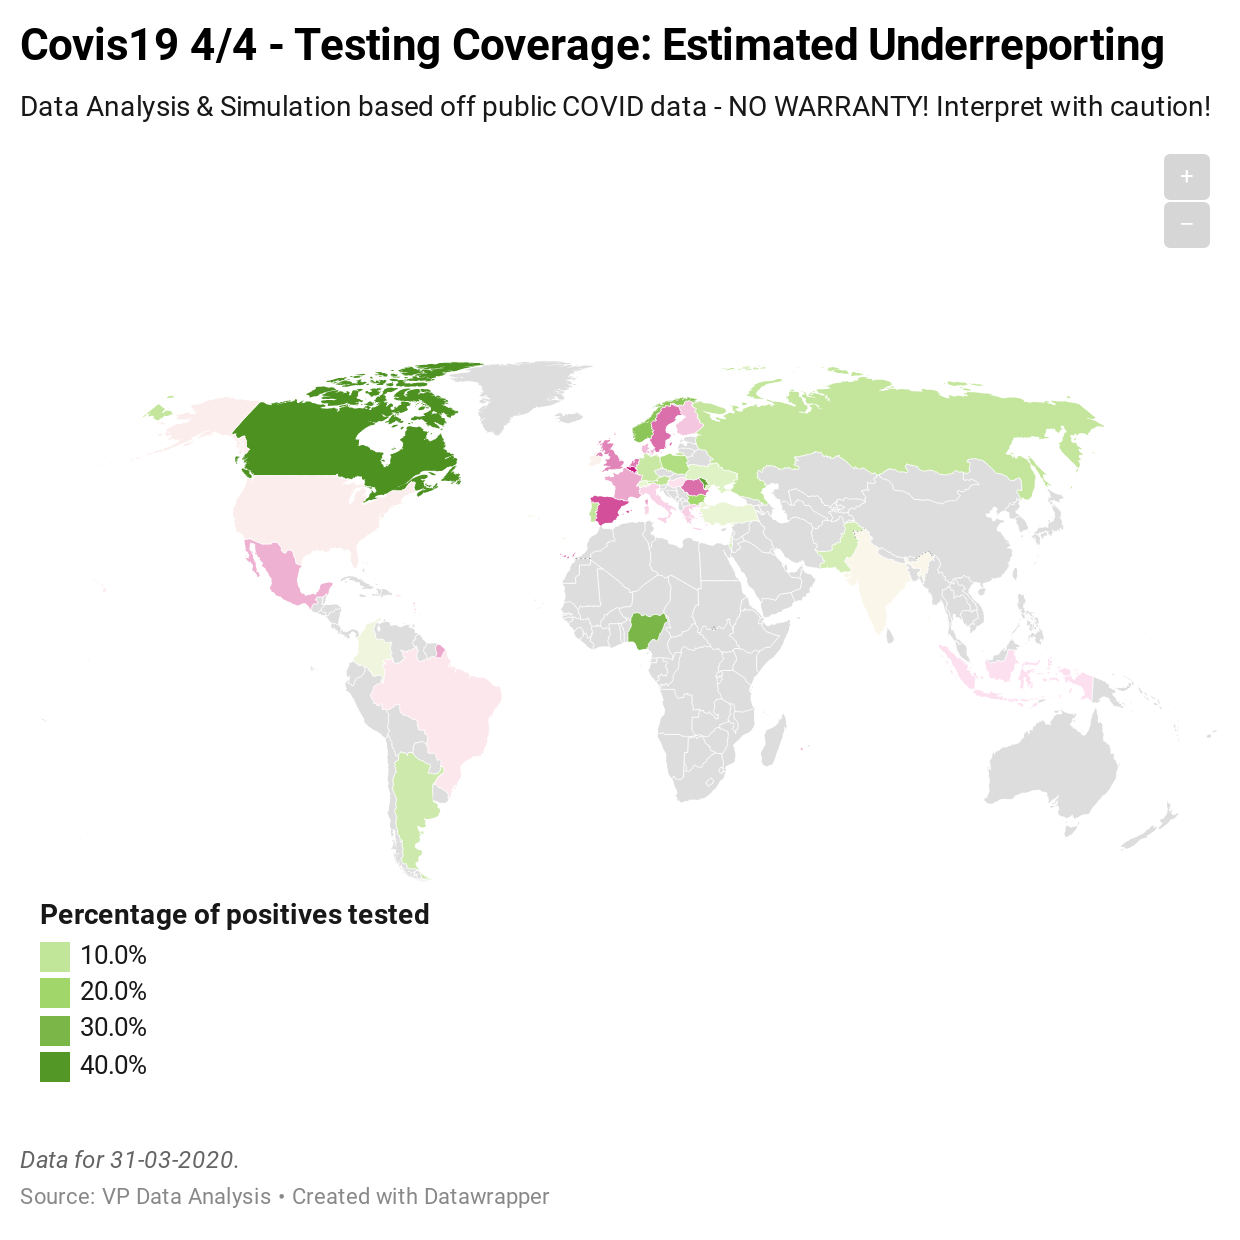 Covis19 4/4 - Testing Coverage: Estimated Underreporting
Data Analysis & Simulation based off public COVID data - NO WARRANTY! Interpret with caution!
+
−
Percentage of positives tested
10.0%
20.0%
30.0%
40.0%
Data for 31-03-2020.
Source: VP Data Analysis • Created with Datawrapper